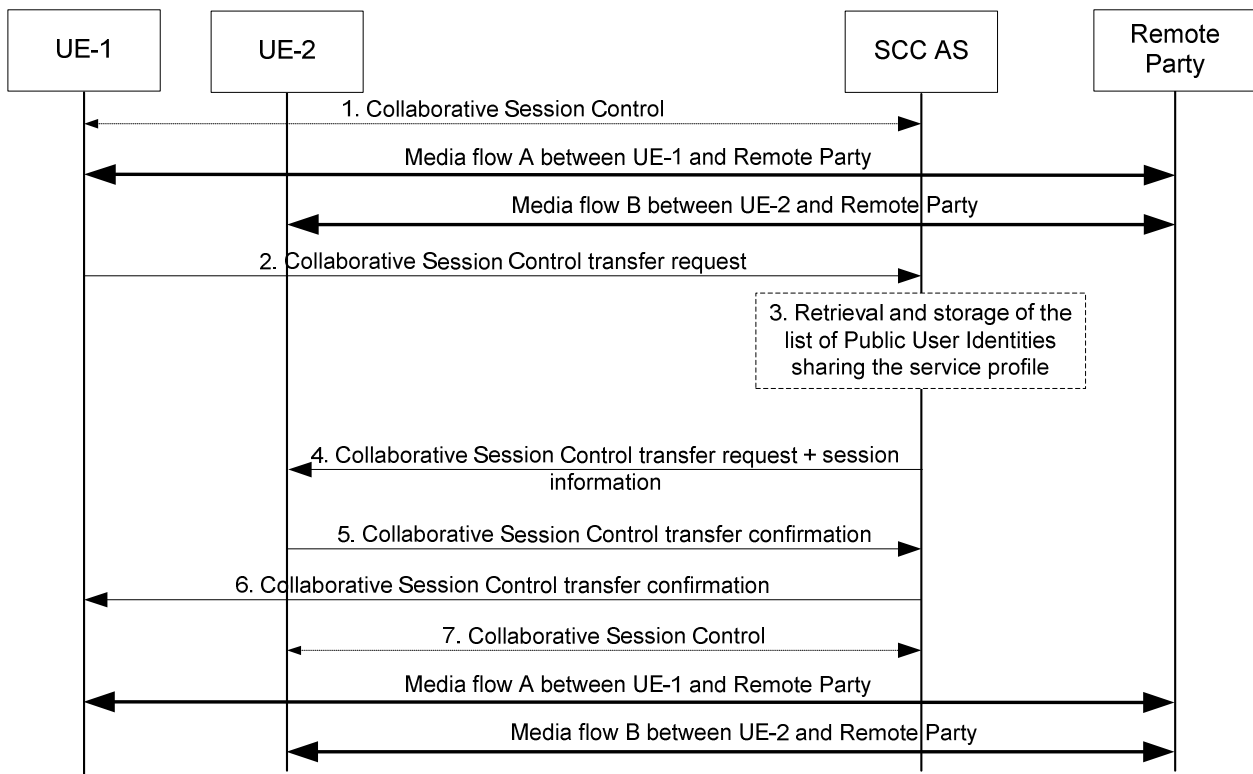 UE-1
UE-2
SCC AS
Remote
Party
1. Collaborative Session Control
Media flow A between UE-1 and Remote Party
Media flow B between UE-2 and Remote Party
2. Collaborative Session Control transfer request
3. Retrieval and storage of the
list of Public User Identities
sharing the service profile
4. Collaborative Session Control transfer request + session
information
5. Collaborative Session Control transfer confirmation
6. Collaborative Session Control transfer confirmation
7. Collaborative Session Control
Media flow A between UE-1 and Remote Party
Media flow B between UE-2 and Remote Party